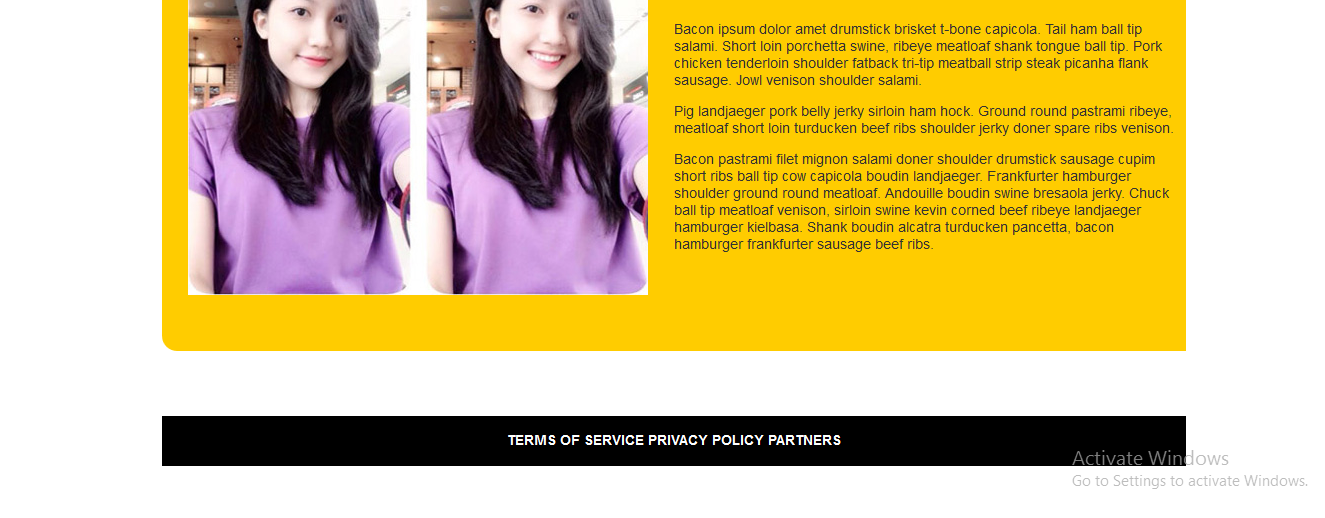 Bacon ipsum dolor amet drumstick brisket t-bone capicola. Tail ham ball tip
salami. Short loin porchetta swine, ribeye meatloaf shank tongue ball tip. Pork
chicken tenderloin shoulder fatback tri-tip meatball strip steak picanha flank
sausage. Jowl venison shoulder salami.
Pig landjaeger pork belly jerky sirloin ham hock. Ground round pastrami ribeye,
meatloaf short loin turducken beef ribs shoulder jerky doner spare ribs venison.
Bacon pastrami filet mignon salami doner shoulder drumstick sausage cupim
short ribs ball tip cow capicola boudin landjaeger. Frankfurter hamburger
shoulder ground round meatloaf. Andouille boudin swine bresaola jerky. Chuck
ball tip meatloaf venison, sirloin swine kevin corned beef ribeye landjaeger
hamburger kielbasa. Shank boudin alcatra turducken pancetta, bacon
hamburger frankfurter sausage beef ribs.
TERMS OF SERVICE PRIVACY POLICY PARTNERS
Activate Windows
Go to Settings to activate Windows.